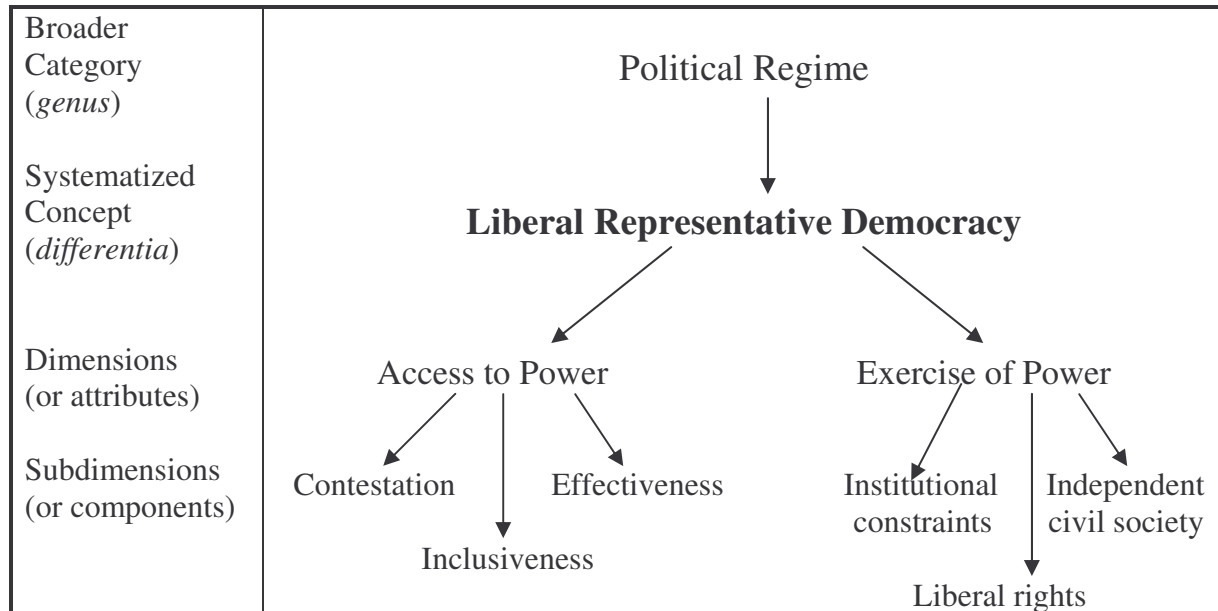 Broader
Category
(genus)
Political Regime
Systematized
Concept
(differentia)
Liberal Representative Democracy
Dimensions
(or attributes)
Access to Power
Exercise of Power
Subdimensions
(or components)
Contestation
Inclusiveness
Effectiveness
Institutional
constraints
Liberal rights
Independent
civil society